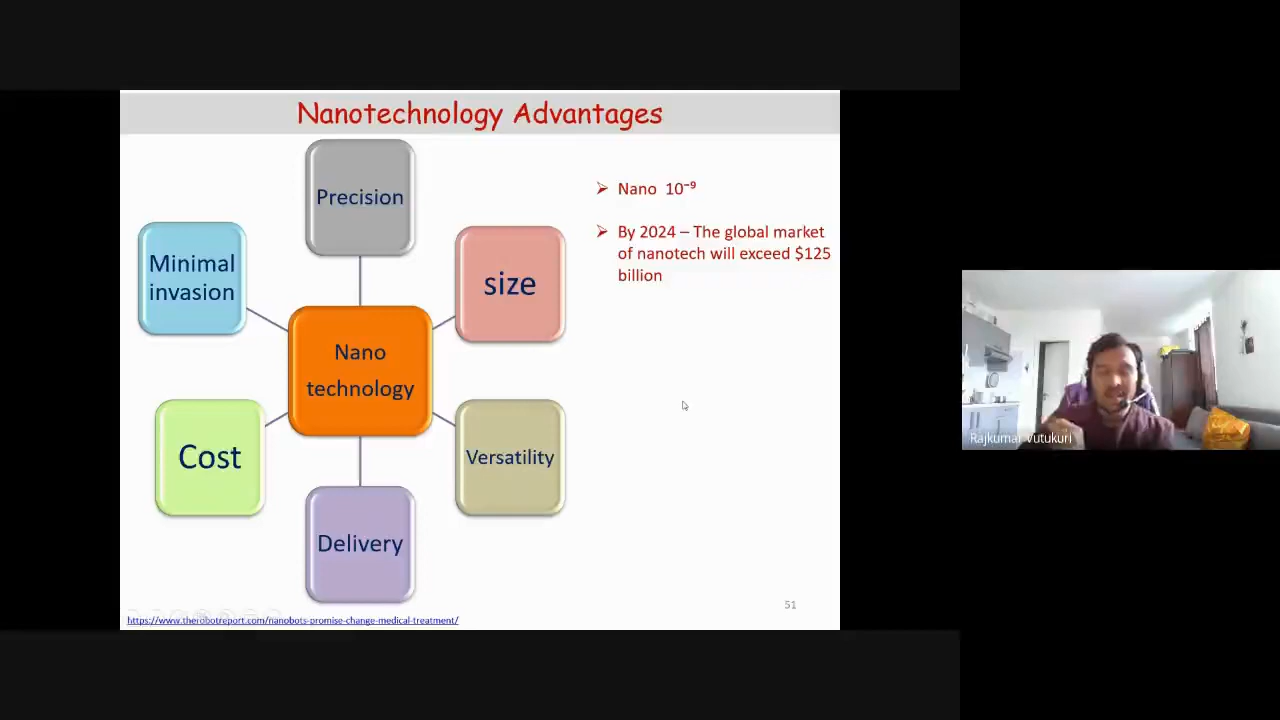 Nanotechnology Advantages
Precision
Minimal
invasion
size
Nano
technology
Cost
Versatility
Delivery
➢ Nano 10⁻⁹
➢ By 2024 – The global market
of nanotech will exceed $125
billion
51
https://www.therobotreport.com/nanobots-promise-change-medical-treatment/
Rajkumar Vutukuri